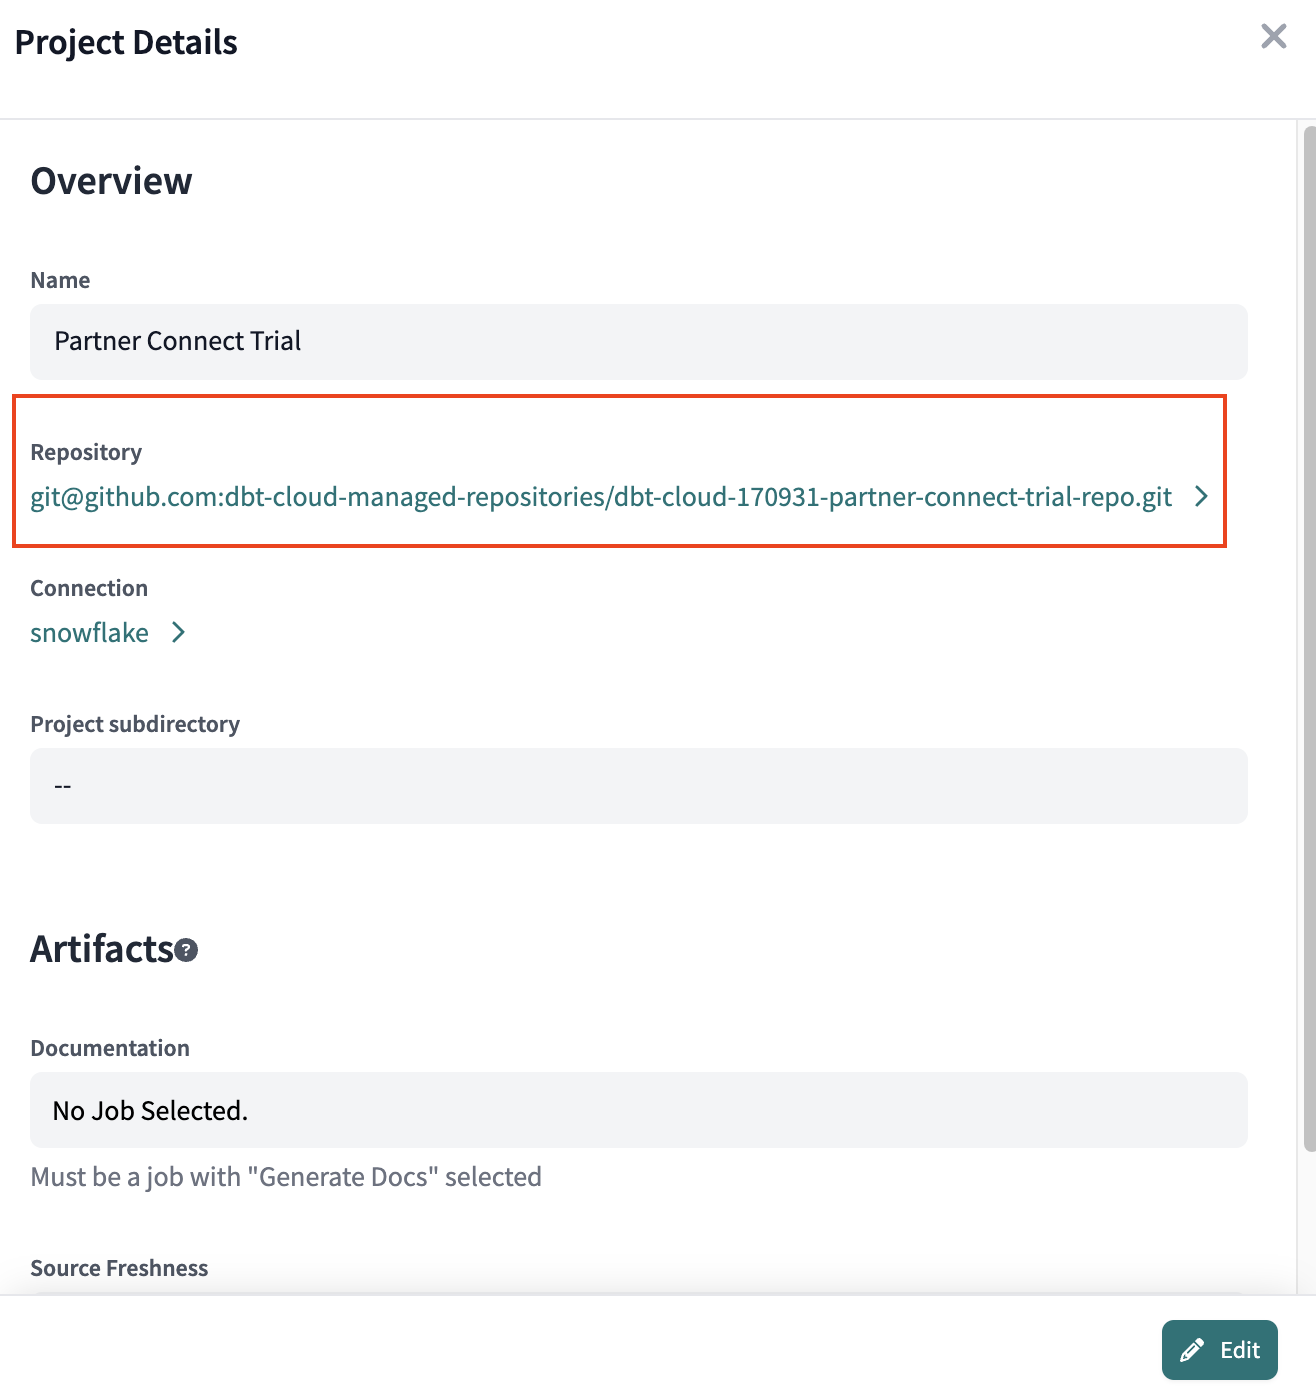 Project Details
Overview
Name
Partner Connect Trial
Repository
git@github.com:dbt-cloud-managed-repositories/dbt-cloud-170931-partner-connect-trial-repo.git
Connection
snowflake
Project subdirectory
--
Artifacts?
Documentation
No Job Selected.
Must be a job with "Generate Docs" selected
Source Freshness
Edit